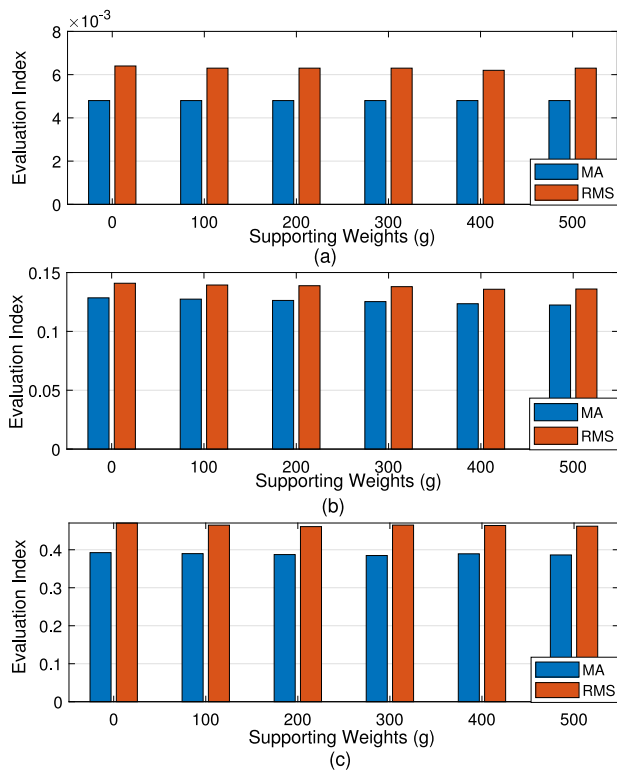 ×10⁻³
8
6
4
2
0
Evaluation Index
0 100 200 300 400 500
Supporting Weights (g)
MA
RMS
(a)
0.15
0.1
0.05
0
Evaluation Index
0 100 200 300 400 500
Supporting Weights (g)
MA
RMS
(b)
0.4
0.3
0.2
0.1
0
Evaluation Index
0 100 200 300 400 500
Supporting Weights (g)
MA
RMS
(c)